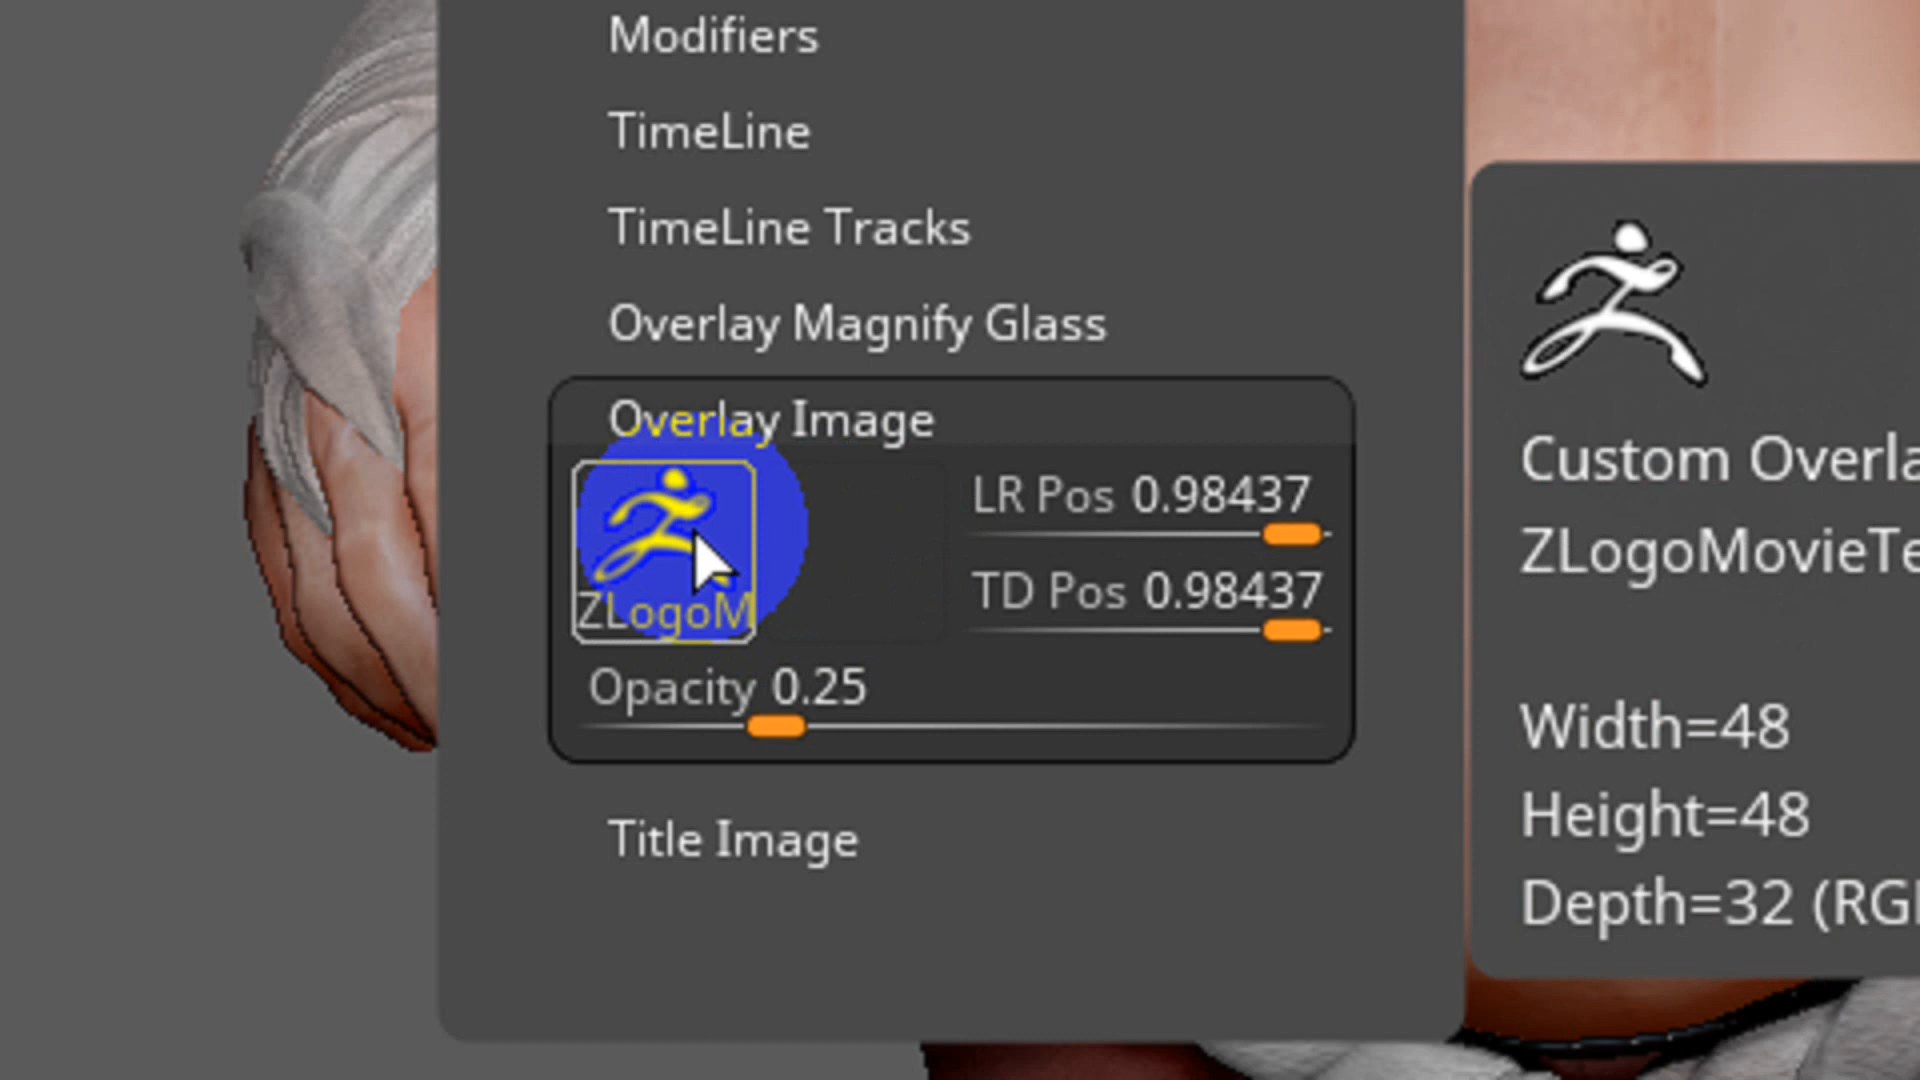 Modifiers
TimeLine
TimeLine Tracks
Overlay Magnify Glass
Overlay Image
ZLogoM
LR Pos 0.98437
TD Pos 0.98437
Opacity 0.25
Title Image
Custom Overla
ZLogoMovieTe
Width=48
Height=48
Depth=32 (RG